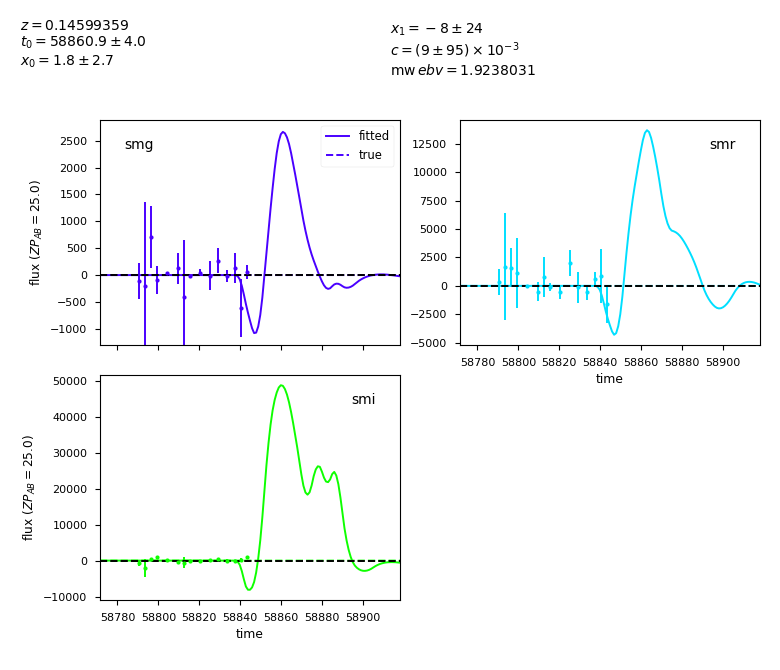 z = 0.14599359
t₀ = 58860.9 ± 4.0
x₀ = 1.8 ± 2.7
x₁ = −8 ± 24
c = (9 ± 95) × 10⁻³
mw ebv = 1.9238031
smg
fitted
true
2500
2000
1500
1000
500
0
−500
−1000
flux (ZP_AB = 25.0)
smr
12500
10000
7500
5000
2500
0
−2500
−5000
58780 58800 58820 58840 58860 58880 58900
time
smi
50000
40000
30000
20000
10000
0
−10000
flux (ZP_AB = 25.0)
58780 58800 58820 58840 58860 58880 58900
time